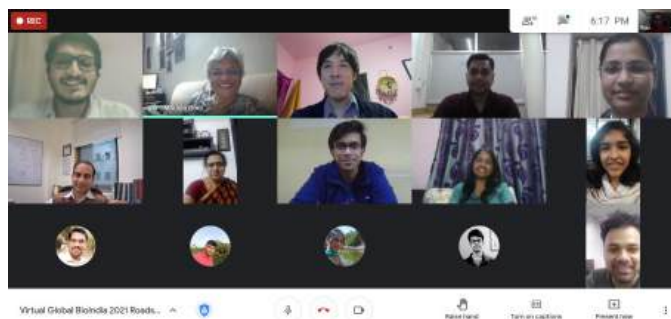 REC
6:17 PM
Virtual Global BioIndia 2021 Roads...
Raise hand
Turn on captions
Present now